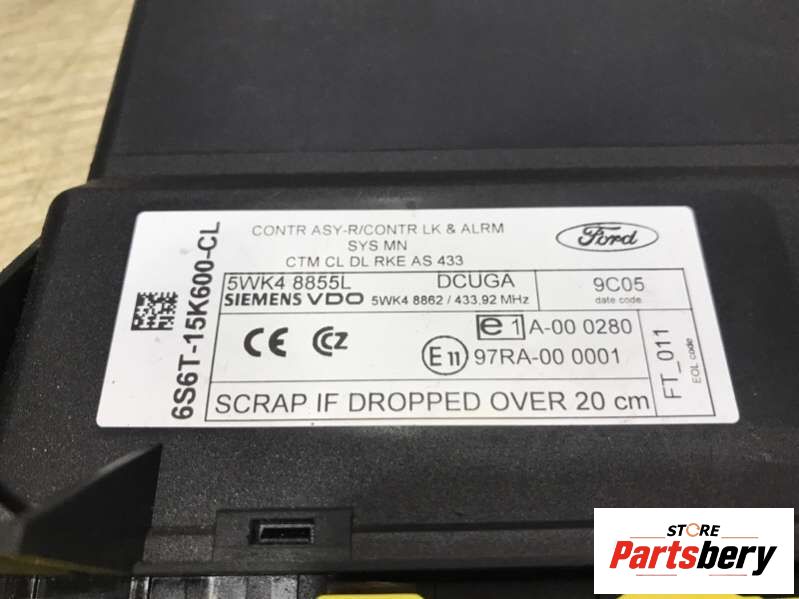 CONTR ASY-R/CONTR LK & ALRM
SYS MN
CTM CL DL RKE AS 433
Ford
6S6T-15K600-CL
5WK4 8855L DCUGA
SIEMENS VDO 5WK4 8862 / 433,92 MHz
9C05
date code
CE CZ
e1 A-00 0280
E11 97RA-00 0001
FT_011
EOL code
SCRAP IF DROPPED OVER 20 cm
STORE
Partsbery